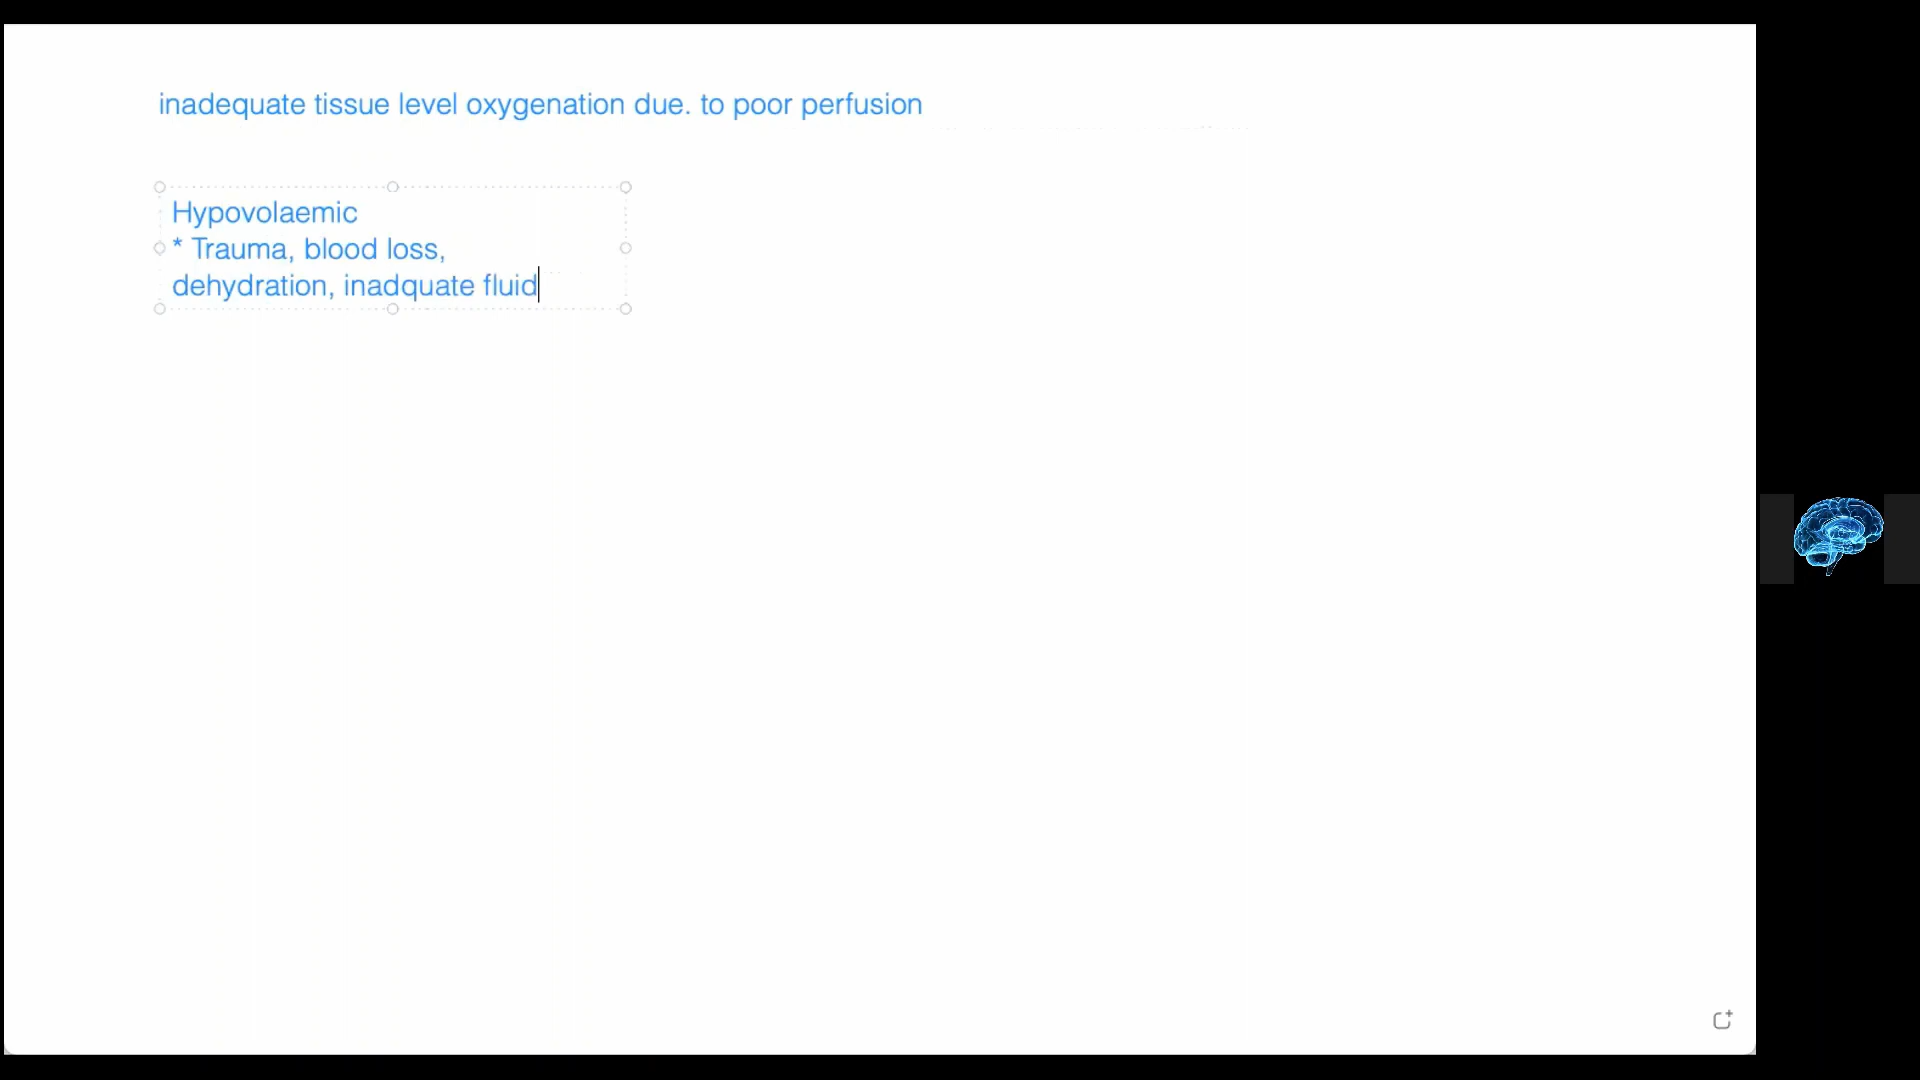 inadequate tissue level oxygenation due. to poor perfusion
Hypovolaemic
* Trauma, blood loss,
dehydration, inadquate fluid